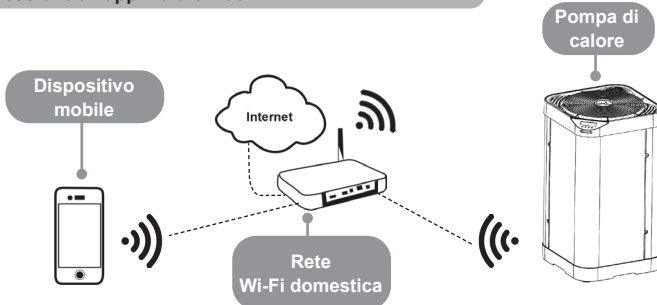 Pompa di
calore
Dispositivo
mobile
Internet
Rete
Wi-Fi domestica